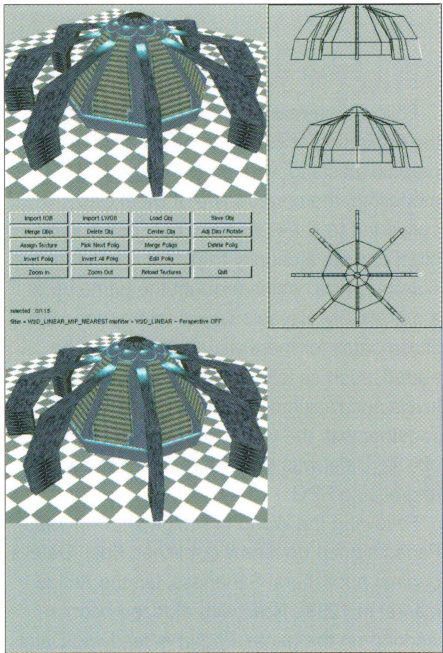 Import IOB Import LWOB Load Obj Save Obj
Merge Objs Delete Obj Center Obj Adj Dim / Rotate
Assign Texture Pick Next Polig Merge Poligs Delete Polig
Invert Polig Invert All Polig Edit Polig
Zoom In Zoom Out Reload Textures Quit
selected 0/115
filter = W3D_LINEAR_MIP_NEAREST mipfilter = W3D_LINEAR -- Perspective OFF